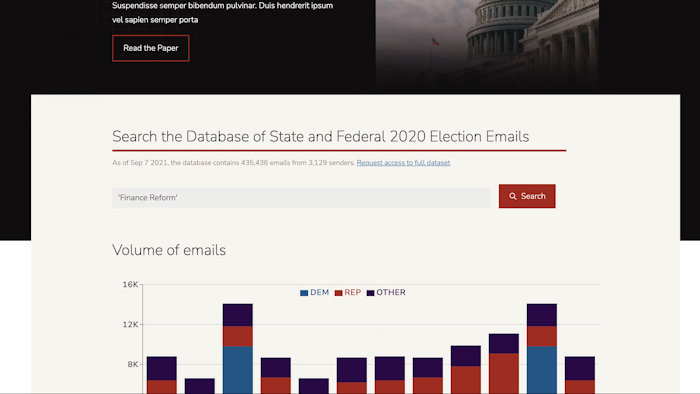 Suspendisse semper bibendum pulvinar. Duis hendrerit ipsum
vel sapien semper porta
Read the Paper
Search the Database of State and Federal 2020 Election Emails
As of Sep 7 2021, the database contains 435,436 emails from 3,129 senders. Request access to full dataset
'Finance Reform'
Search
Volume of emails
16K
DEM REP OTHER
12K
8K